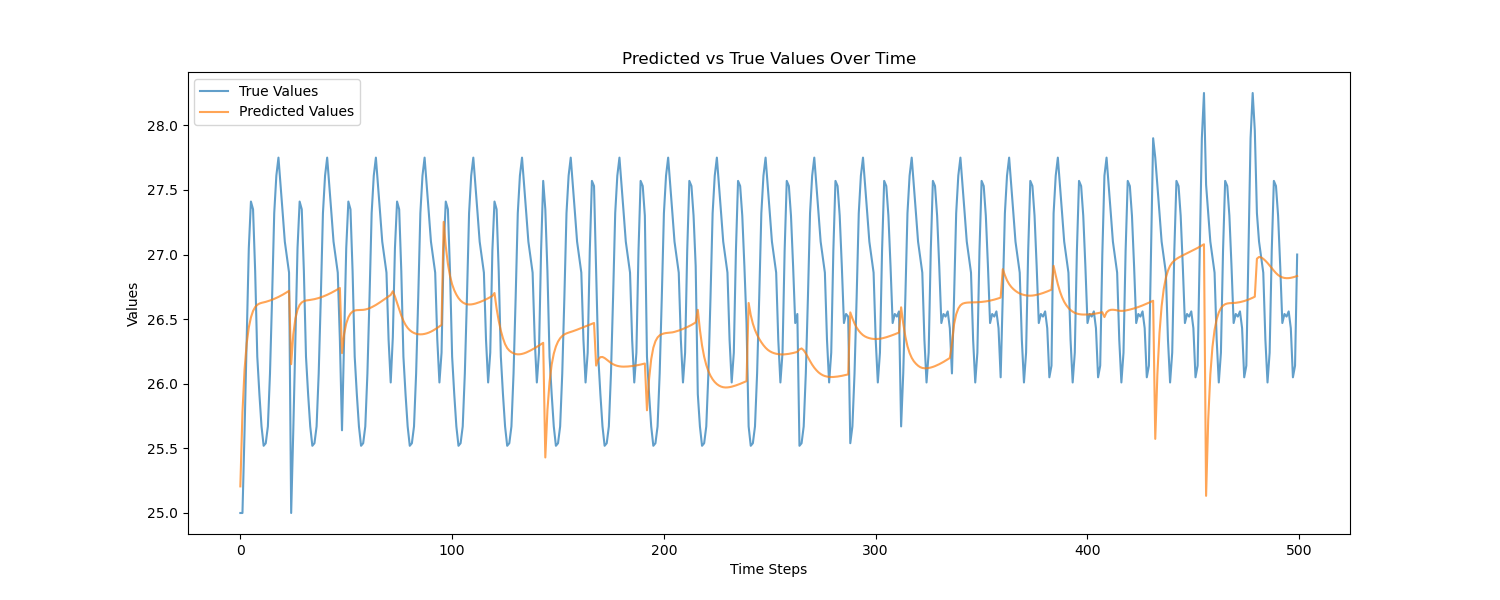 Predicted vs True Values Over Time
True Values
Predicted Values
Values
28.0
27.5
27.0
26.5
26.0
25.5
25.0
0
100
200
300
400
500
Time Steps